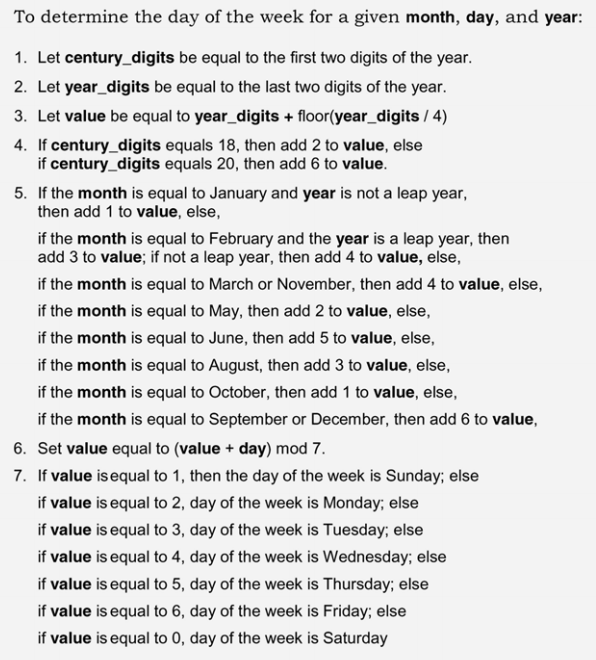 To determine the day of the week for a given month, day, and year:
1. Let century_digits be equal to the first two digits of the year.
2. Let year_digits be equal to the last two digits of the year.
3. Let value be equal to year_digits + floor(year_digits / 4)
4. If century_digits equals 18, then add 2 to value, else
if century_digits equals 20, then add 6 to value.
5. If the month is equal to January and year is not a leap year,
then add 1 to value, else,
if the month is equal to February and the year is a leap year, then
add 3 to value; if not a leap year, then add 4 to value, else,
if the month is equal to March or November, then add 4 to value, else,
if the month is equal to May, then add 2 to value, else,
if the month is equal to June, then add 5 to value, else,
if the month is equal to August, then add 3 to value, else,
if the month is equal to October, then add 1 to value, else,
if the month is equal to September or December, then add 6 to value,
6. Set value equal to (value + day) mod 7.
7. If value is equal to 1, then the day of the week is Sunday; else
if value is equal to 2, day of the week is Monday; else
if value is equal to 3, day of the week is Tuesday; else
if value is equal to 4, day of the week is Wednesday; else
if value is equal to 5, day of the week is Thursday; else
if value is equal to 6, day of the week is Friday; else
if value is equal to 0, day of the week is Saturday